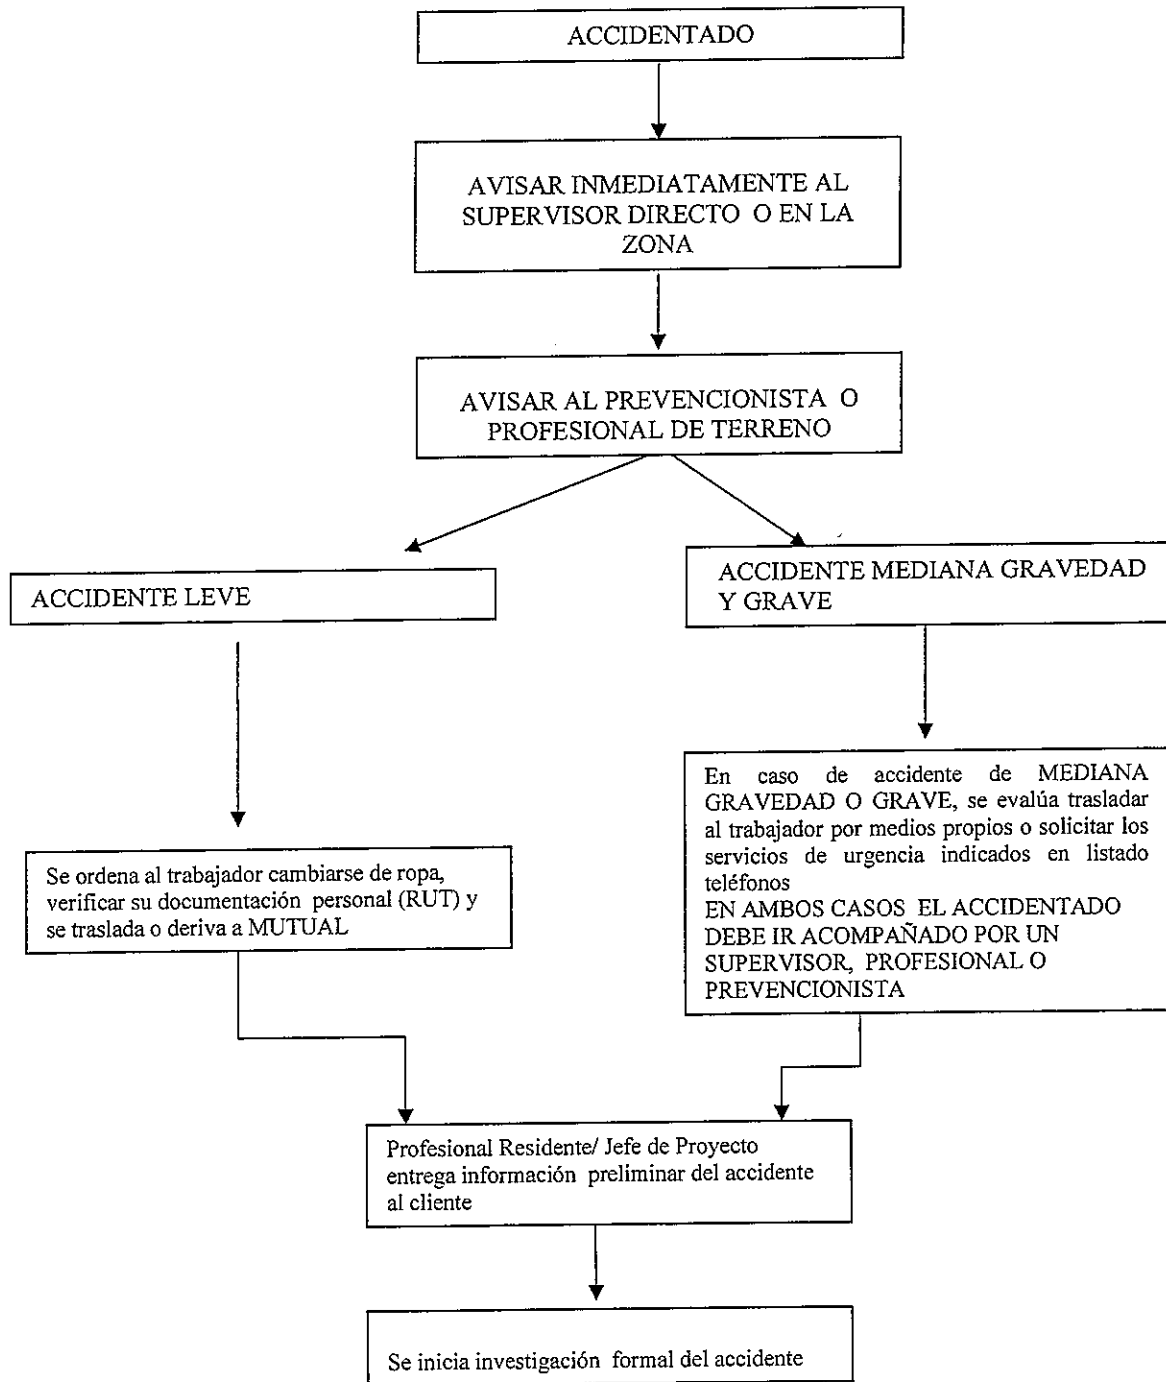 ACCIDENTADO
AVISAR INMEDIATAMENTE AL
SUPERVISOR DIRECTO O EN LA
ZONA
AVISAR AL PREVENCIONISTA O
PROFESIONAL DE TERRENO
ACCIDENTE LEVE
ACCIDENTE MEDIANA GRAVEDAD
Y GRAVE
Se ordena al trabajador cambiarse de ropa,
verificar su documentación personal (RUT) y
se traslada o deriva a MUTUAL
En caso de accidente de MEDIANA
GRAVEDAD O GRAVE, se evalúa trasladar
al trabajador por medios propios o solicitar los
servicios de urgencia indicados en listado
teléfonos
EN AMBOS CASOS EL ACCIDENTADO
DEBE IR ACOMPAÑADO POR UN
SUPERVISOR, PROFESIONAL O
PREVENCIONISTA
Profesional Residente/ Jefe de Proyecto
entrega información preliminar del accidente
al cliente
Se inicia investigación formal del accidente